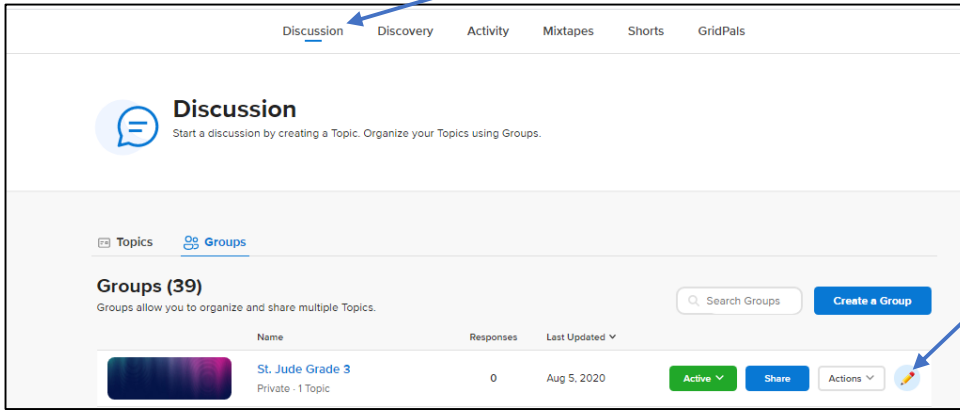 Discussion Discovery Activity Mixtapes Shorts GridPals
Discussion
Start a discussion by creating a Topic. Organize your Topics using Groups.
Topics Groups
Groups (39)
Groups allow you to organize and share multiple Topics.
Search Groups Create a Group
Name Responses Last Updated
St. Jude Grade 3
Private · 1 Topic
0 Aug 5, 2020 Active Share Actions